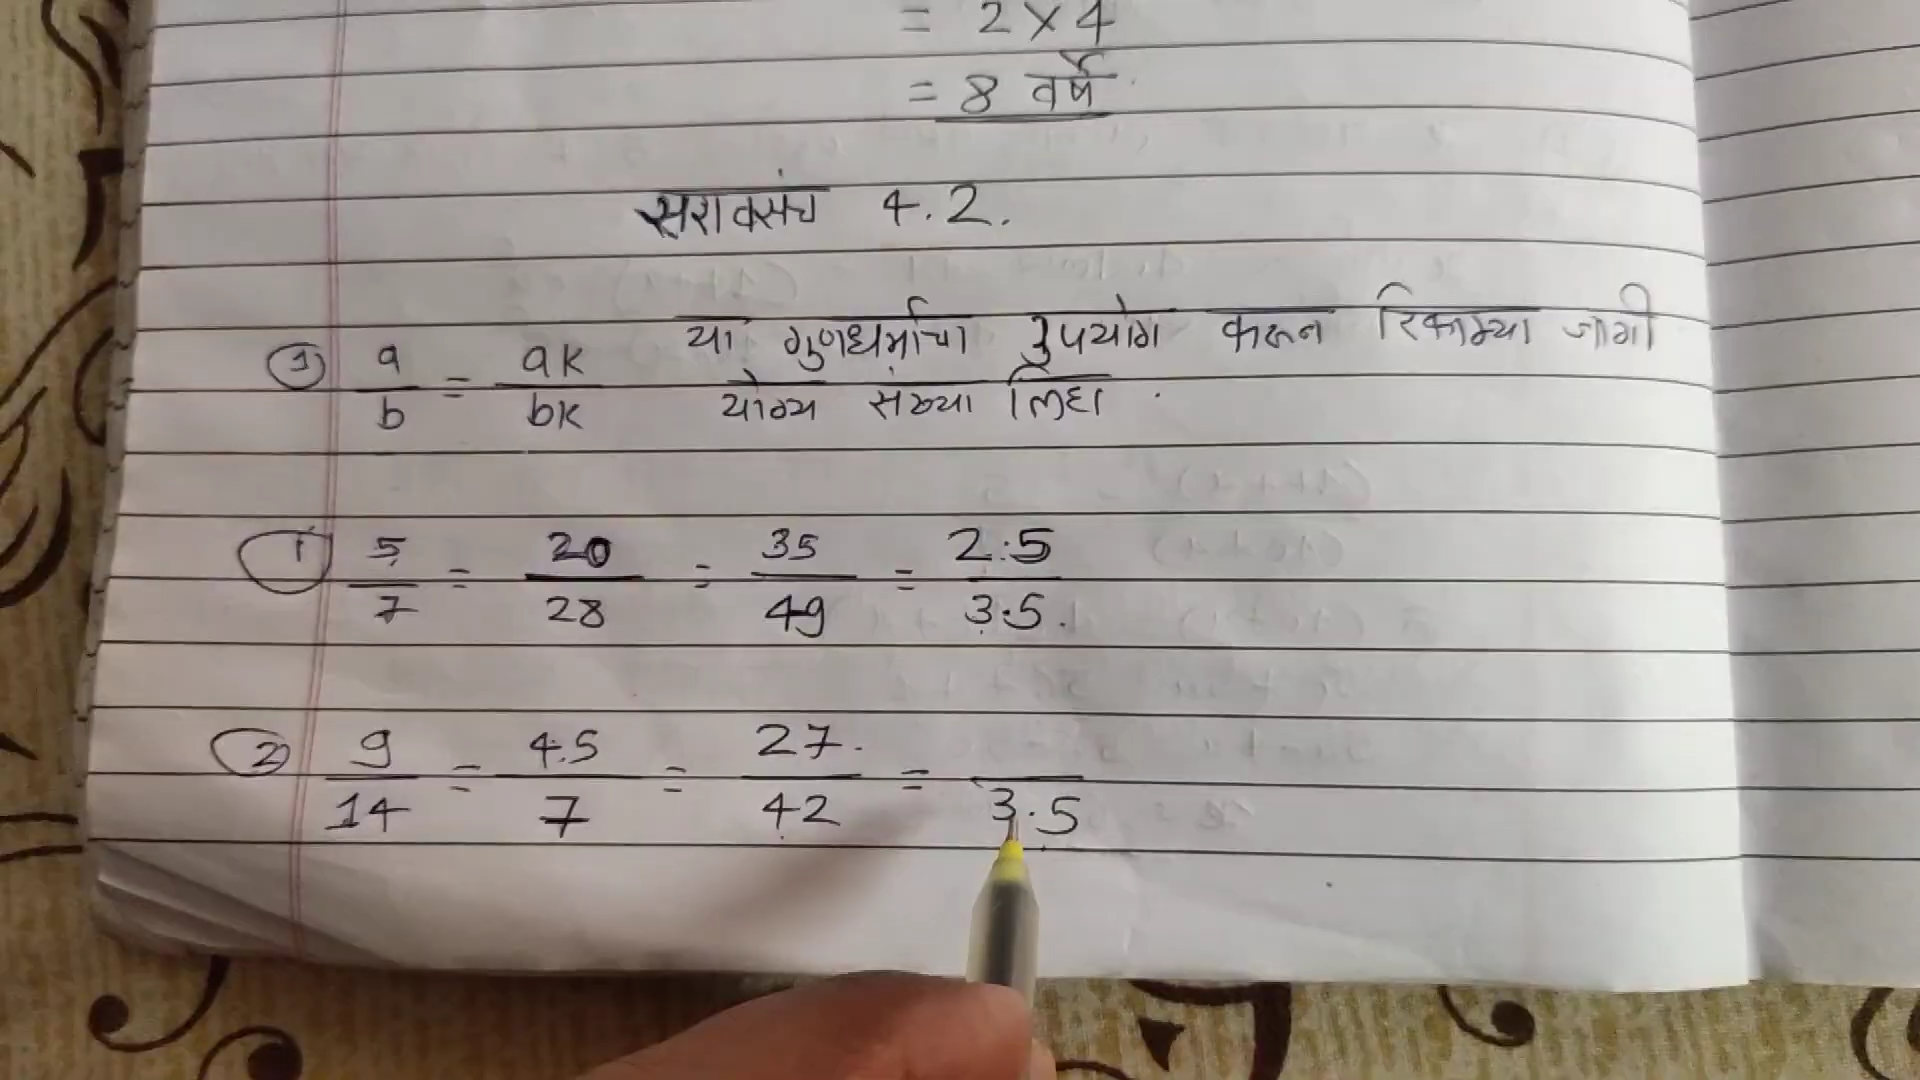 = 2 × 4
= 8 वर्षे
सरावसंच 4.2.
1) a/b = ak/bk या गुणधर्माचा उपयोग करून रिकाम्या जागी
योग्य संख्या लिहा.
1 5/7 = 20/28 = 35/49 = 2.5/3.5.
2) 9/14 = 4.5/7 = 27./42 = /3.5